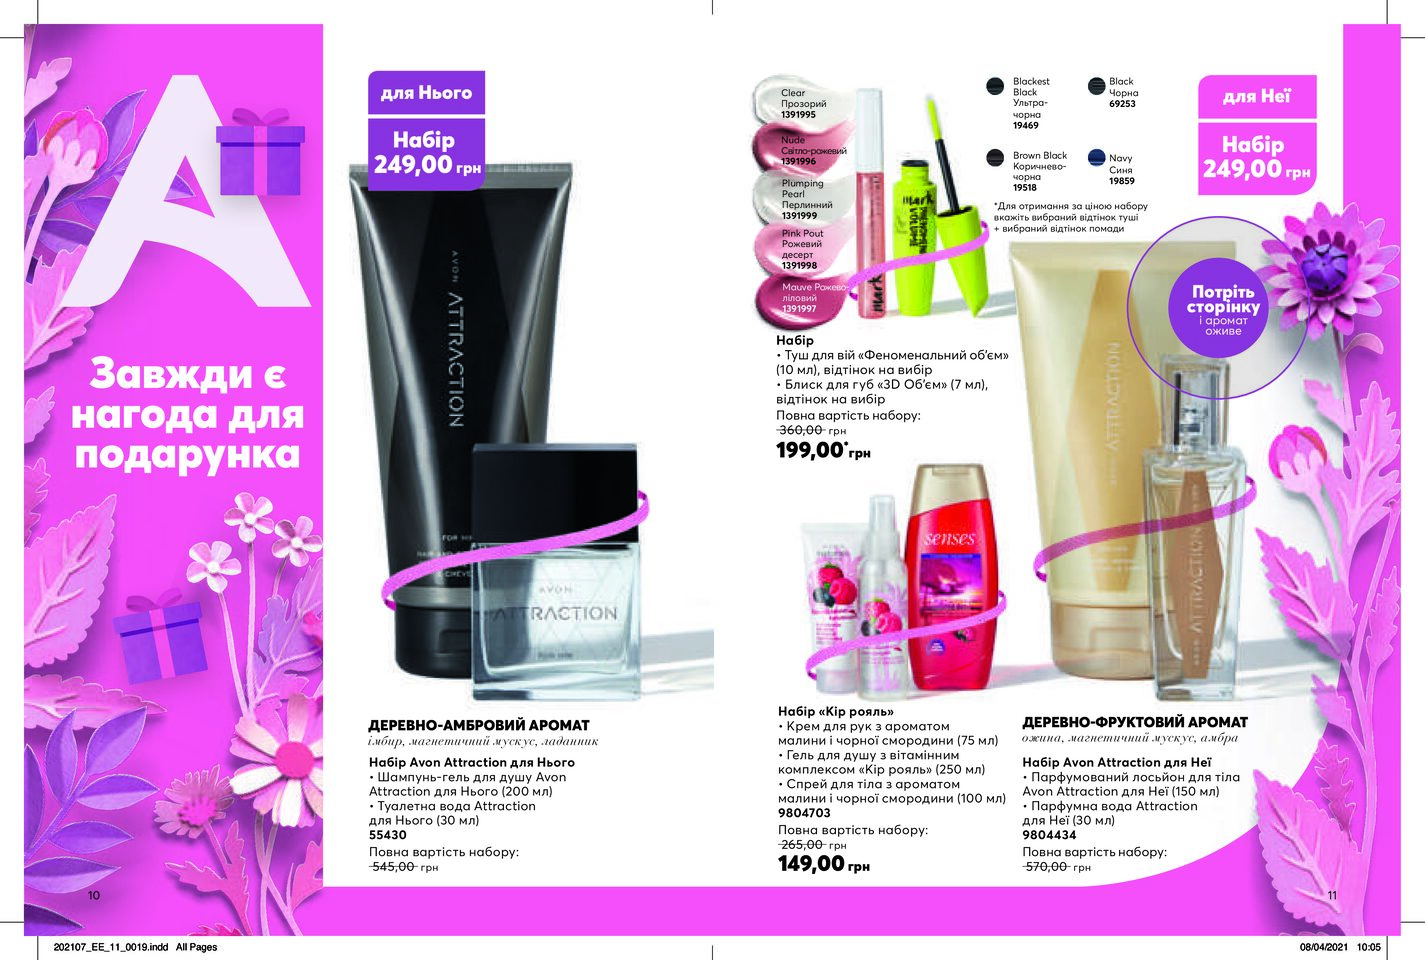 A
Завжди є
нагода для
подарунка
10
для Нього
Набір
249,00 грн
AVON
ATTRACTION
AVON
ATTRACTION
FOR HIM
ДЕРЕВНО-АМБРОВИЙ АРОМАТ
імбир, магнетичний мускус, ладанник
Набір Avon Attraction для Нього
• Шампунь-гель для душу Avon
Attraction для Нього (200 мл)
• Туалетна вода Attraction
для Нього (30 мл)
55430
Повна вартість набору:
545,00 грн
Clear
Прозорий
1391995
Nude
Світло-рожевий
1391996
Plumping
Pearl
Перлинний
1391999
Pink Pout
Рожевий
десерт
1391998
Mauve Рожево-
ліловий
1391997
mark.
mark.
Blackest
Black
Ультра-
чорна
19469
Black
Чорна
69253
Brown Black
Коричнево-
чорна
19518
Navy
Синя
19859
*Для отримання за ціною набору
вкажіть вибраний відтінок туші
+ вибраний відтінок помади
для Неї
Набір
249,00 грн
Потріть
сторінку
і аромат
оживе
Набір
• Туш для вій «Феноменальний об’єм»
(10 мл), відтінок на вибір
• Блиск для губ «3D Об’єм» (7 мл),
відтінок на вибір
Повна вартість набору:
360,00 грн
199,00* грн
senses
ATTRACTION
ATTRACTION
Набір «Кір рояль»
• Крем для рук з ароматом
малини і чорної смородини (75 мл)
• Гель для душу з вітамінним
комплексом «Кір рояль» (250 мл)
• Спрей для тіла з ароматом
малини і чорної смородини (100 мл)
9804703
Повна вартість набору:
265,00 грн
149,00 грн
ДЕРЕВНО-ФРУКТОВИЙ АРОМАТ
ожина, магнетичний мускус, амбра
Набір Avon Attraction для Неї
• Парфумований лосьйон для тіла
Avon Attraction для Неї (150 мл)
• Парфумна вода Attraction
для Неї (30 мл)
9804434
Повна вартість набору:
570,00 грн
11
202107_EE_11_0019.indd All Pages
08/04/2021 10:05